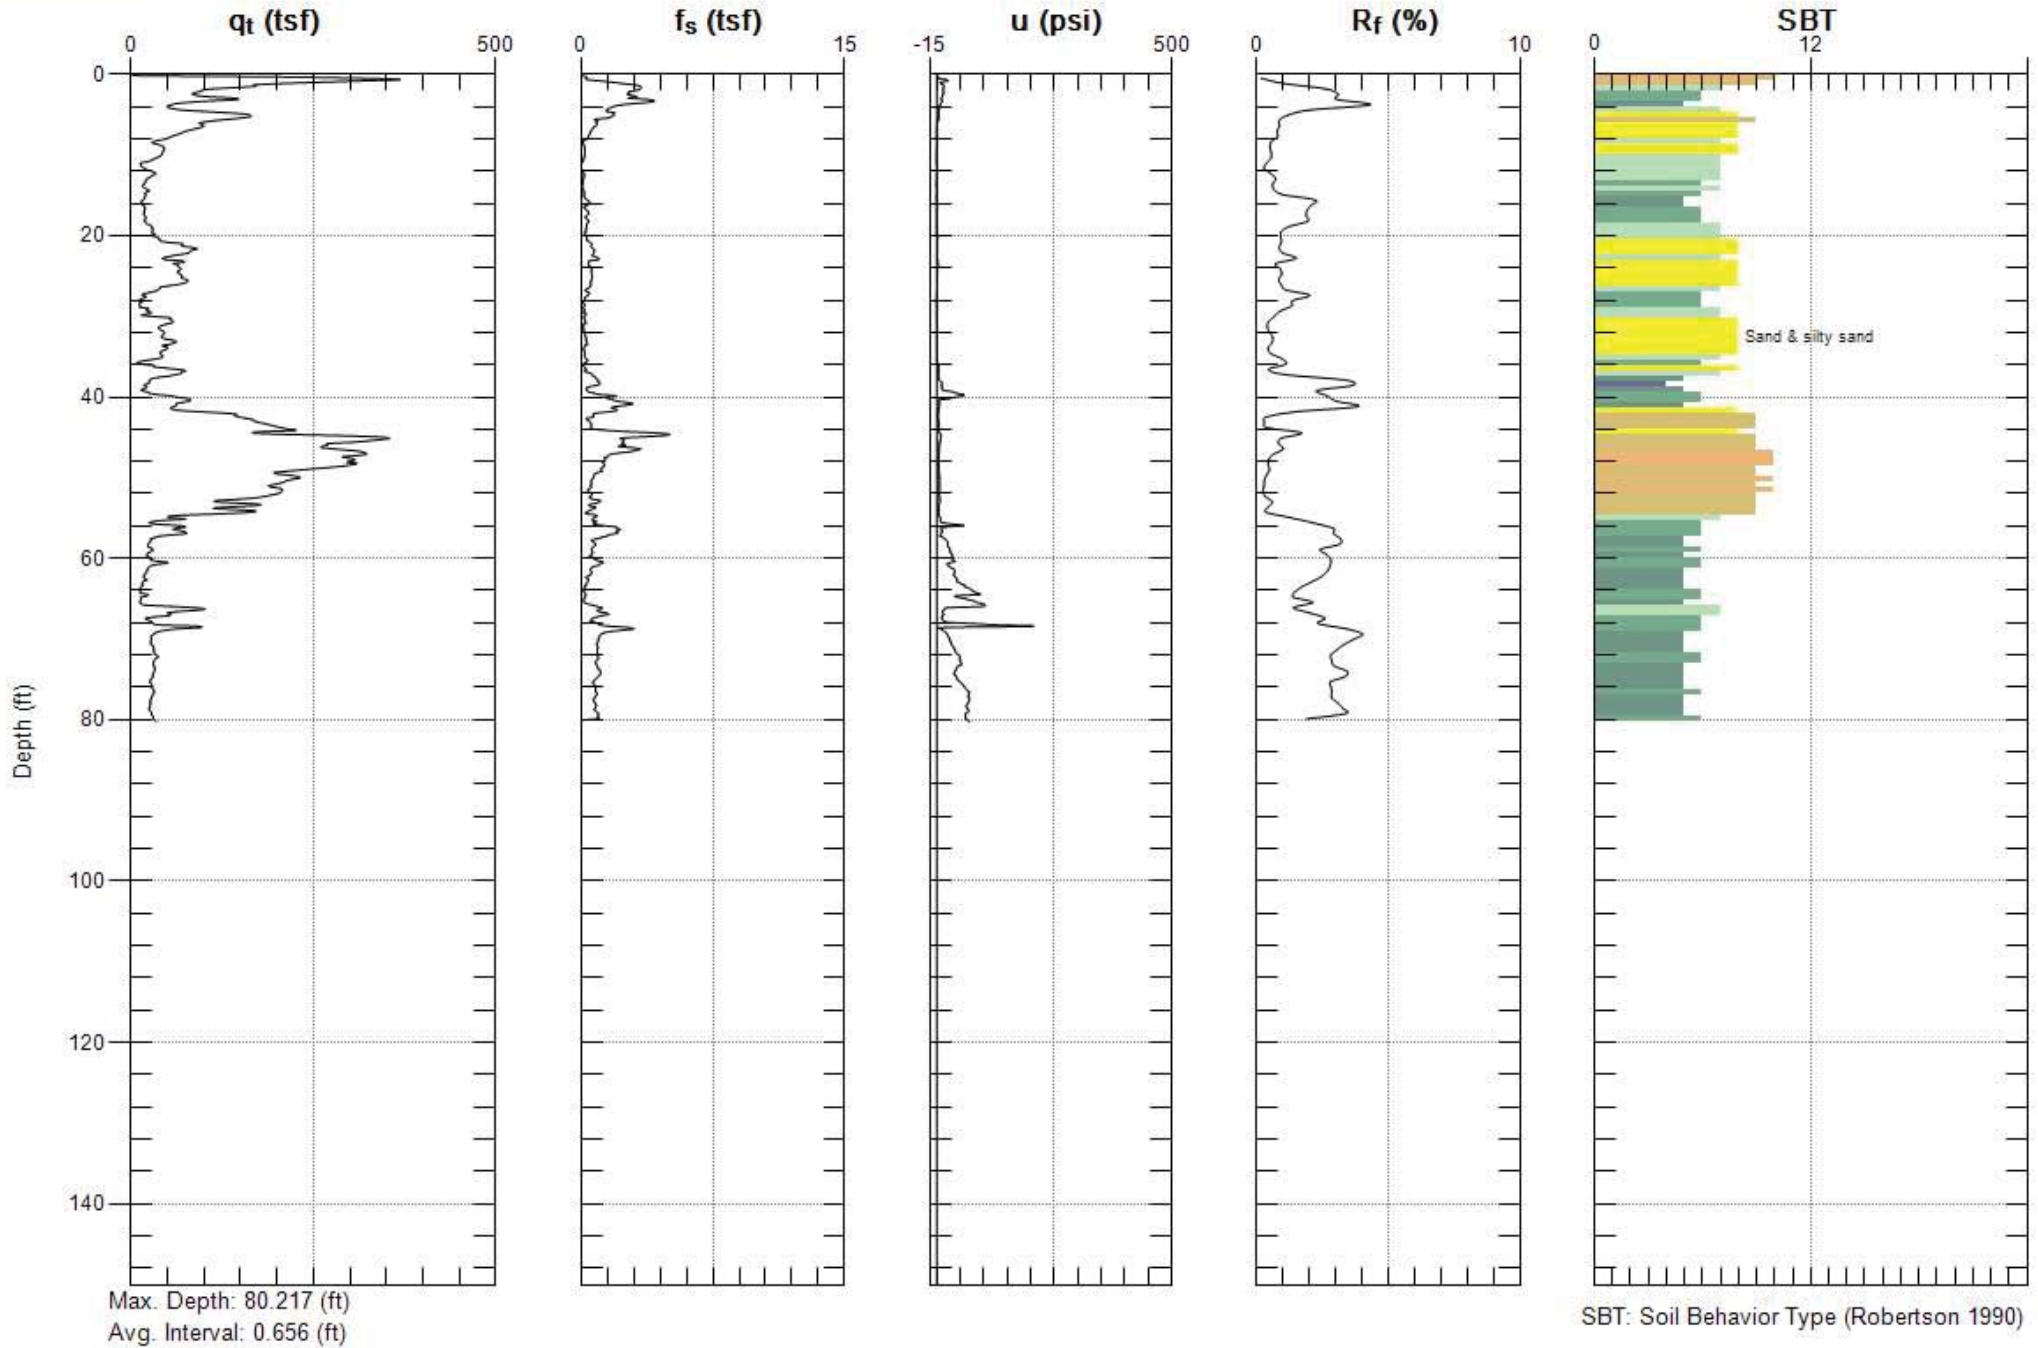 qt (tsf) fs (tsf) u (psi) Rf (%) SBT
0 500 0 15 -15 500 0 10 0 12
0
20
40
60
80
100
120
140
Depth (ft)
Sand & silty sand
Max. Depth: 80.217 (ft)
Avg. Interval: 0.656 (ft)
SBT: Soil Behavior Type (Robertson 1990)